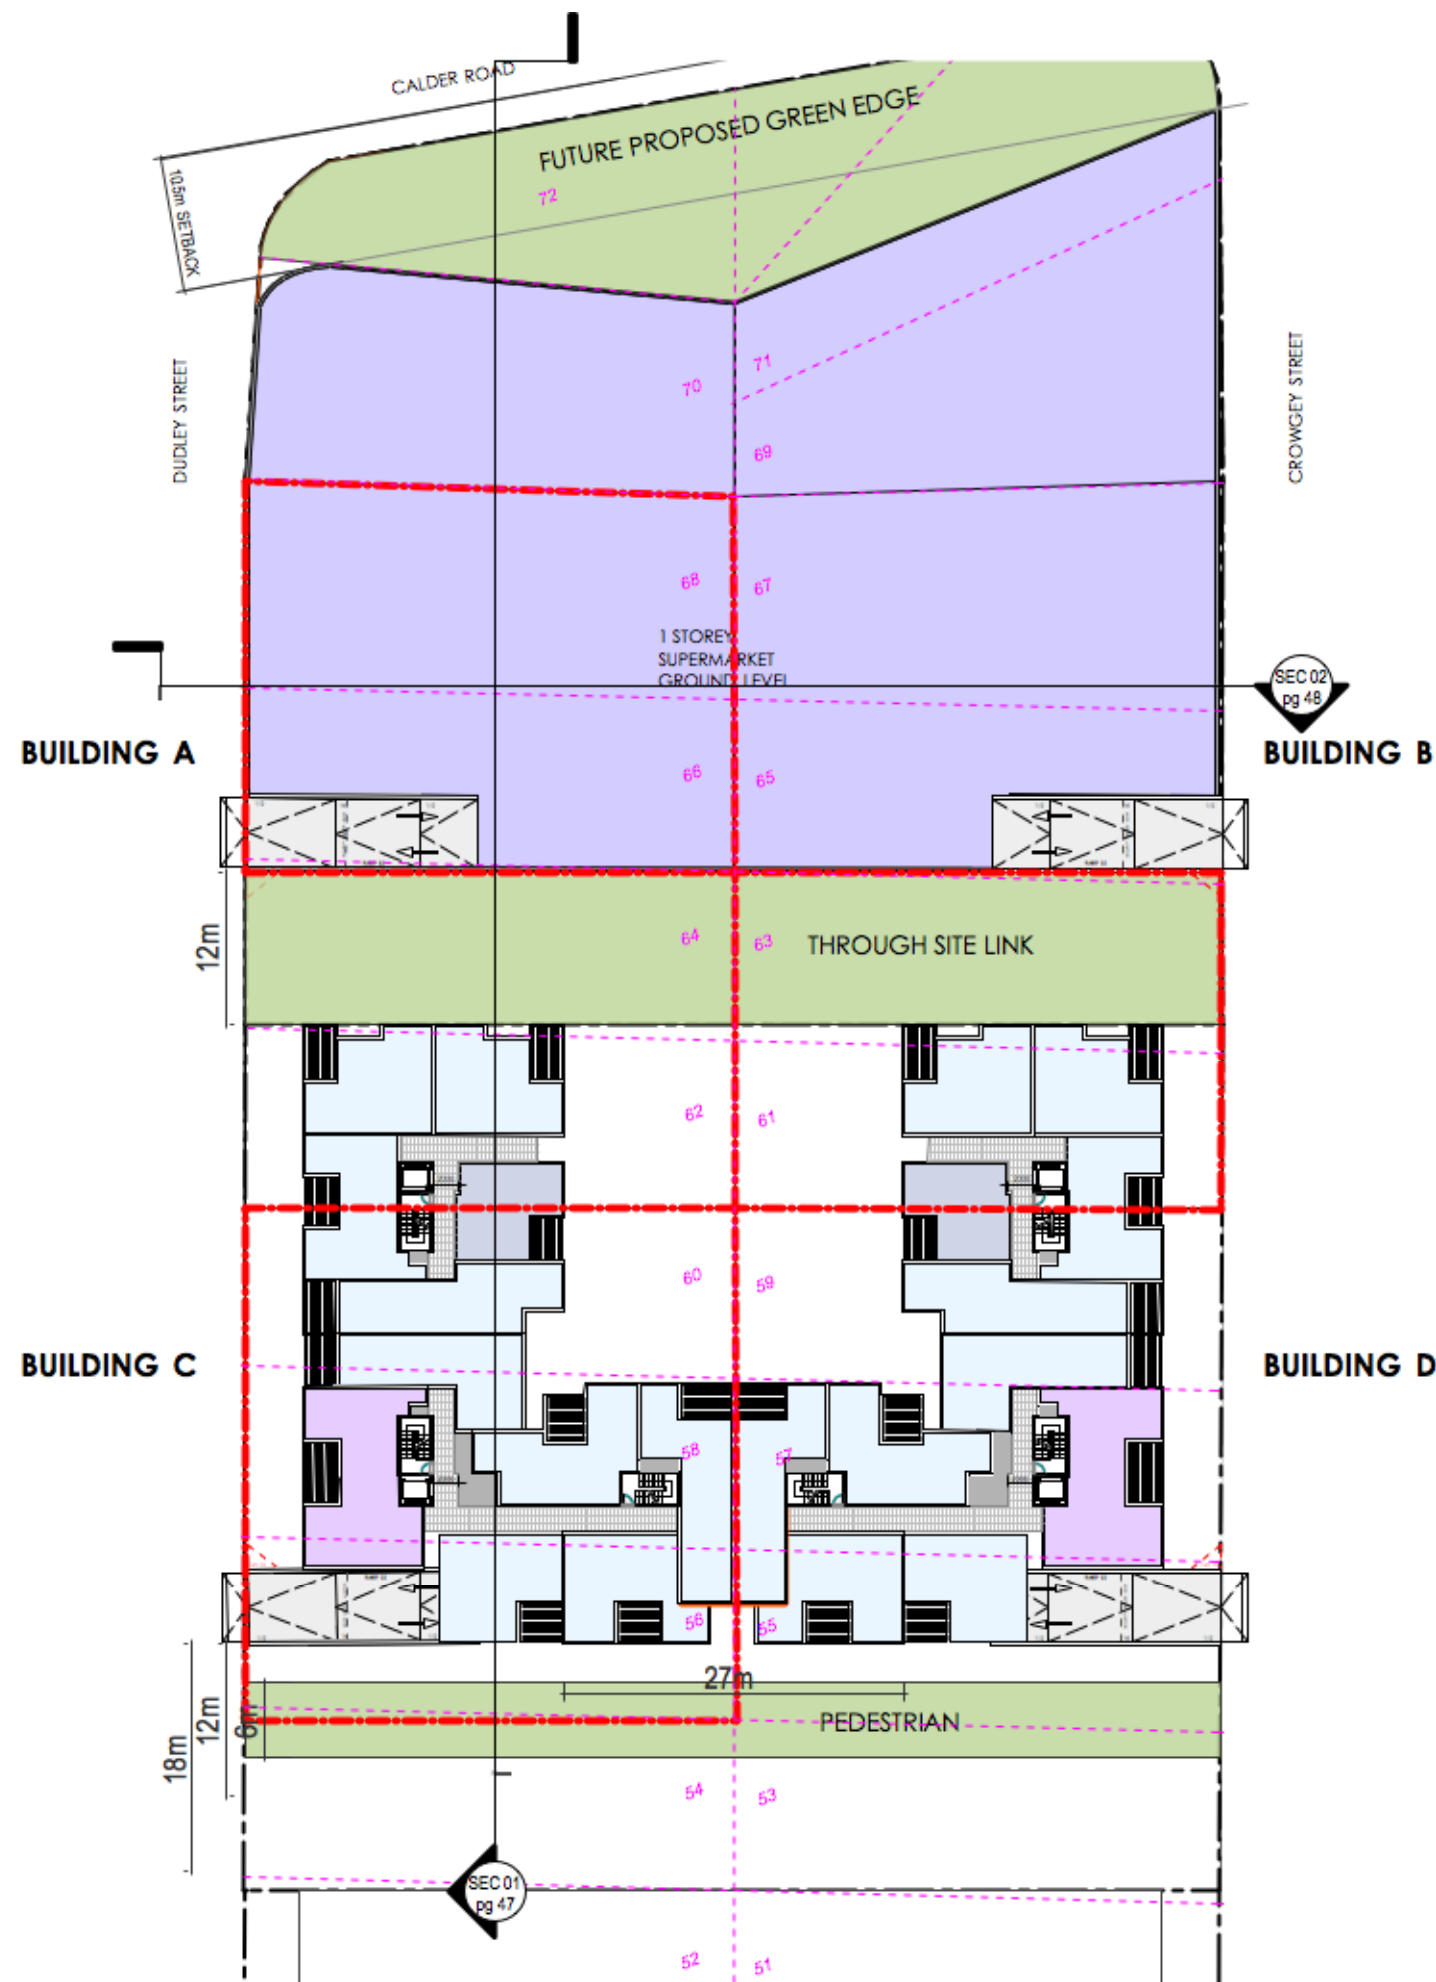 CALDER ROAD
FUTURE PROPOSED GREEN EDGE
72
10.5m SETBACK
DUDLEY STREET
CROWGEY STREET
71
70
69
68
67
1 STOREY
SUPERMARKET
GROUND LEVEL
SEC 02
pg 48
BUILDING A
BUILDING B
66
65
12m
64
63
THROUGH SITE LINK
62
61
60
59
BUILDING C
BUILDING D
58
57
56
55
27m
18m
12m
6m
PEDESTRIAN
54
53
SEC 01
pg 47
52
51